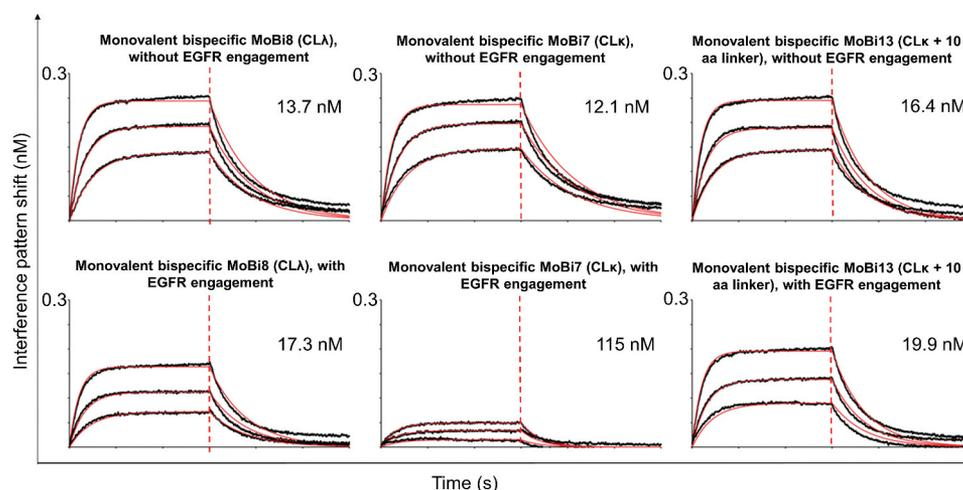 Monovalent bispecific MoBi8 (CLλ),
without EGFR engagement
Monovalent bispecific MoBi7 (CLκ),
without EGFR engagement
Monovalent bispecific MoBi13 (CLκ + 10
aa linker), without EGFR engagement
0.3
13.7 nM
0.3
12.1 nM
0.3
16.4 nM
Interference pattern shift (nM)
Monovalent bispecific MoBi8 (CLλ), with
EGFR engagement
Monovalent bispecific MoBi7 (CLκ), with
EGFR engagement
Monovalent bispecific MoBi13 (CLκ + 10
aa linker), with EGFR engagement
0.3
17.3 nM
0.3
115 nM
0.3
19.9 nM
Time (s)